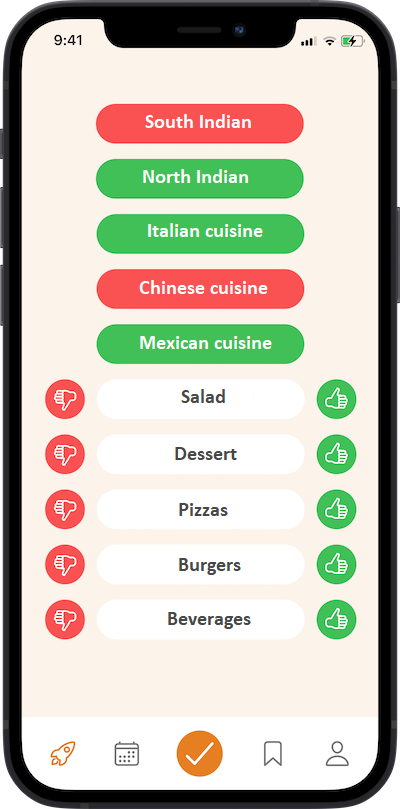 9:41
South Indian
North Indian
Italian cuisine
Chinese cuisine
Mexican cuisine
Salad
Dessert
Pizzas
Burgers
Beverages